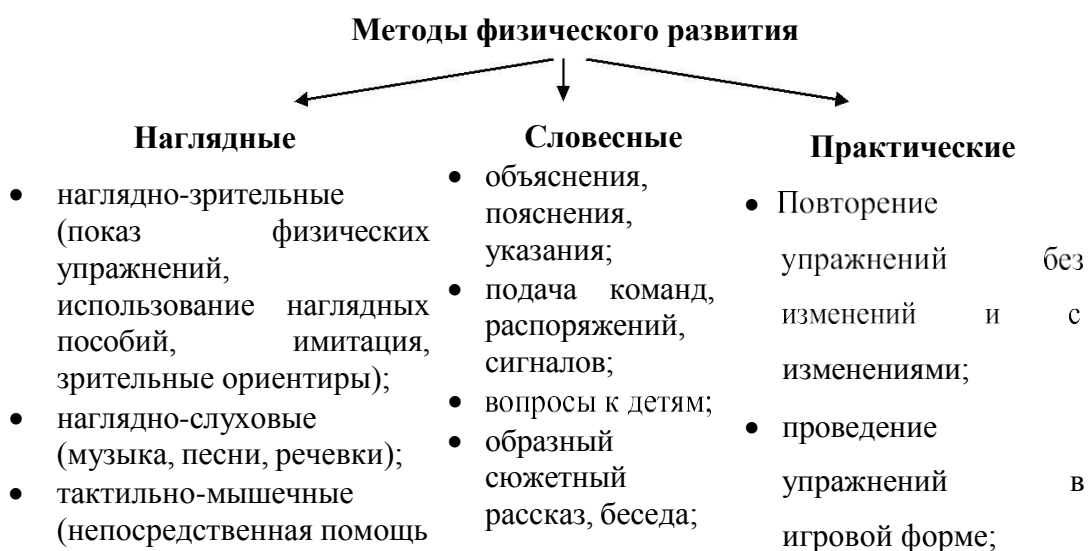 Методы физического развития
Наглядные
• наглядно-зрительные
(показ физических
упражнений,
использование наглядных
пособий, имитация,
зрительные ориентиры);
• наглядно-слуховые
(музыка, песни, речевки);
• тактильно-мышечные
(непосредственная помощь
Словесные
• объяснения,
пояснения,
указания;
• подача команд,
распоряжений,
сигналов;
• вопросы к детям;
• образный
сюжетный
рассказ, беседа;
Практические
• Повторение
упражнений без
изменений и с
изменениями;
• проведение
упражнений в
игровой форме;